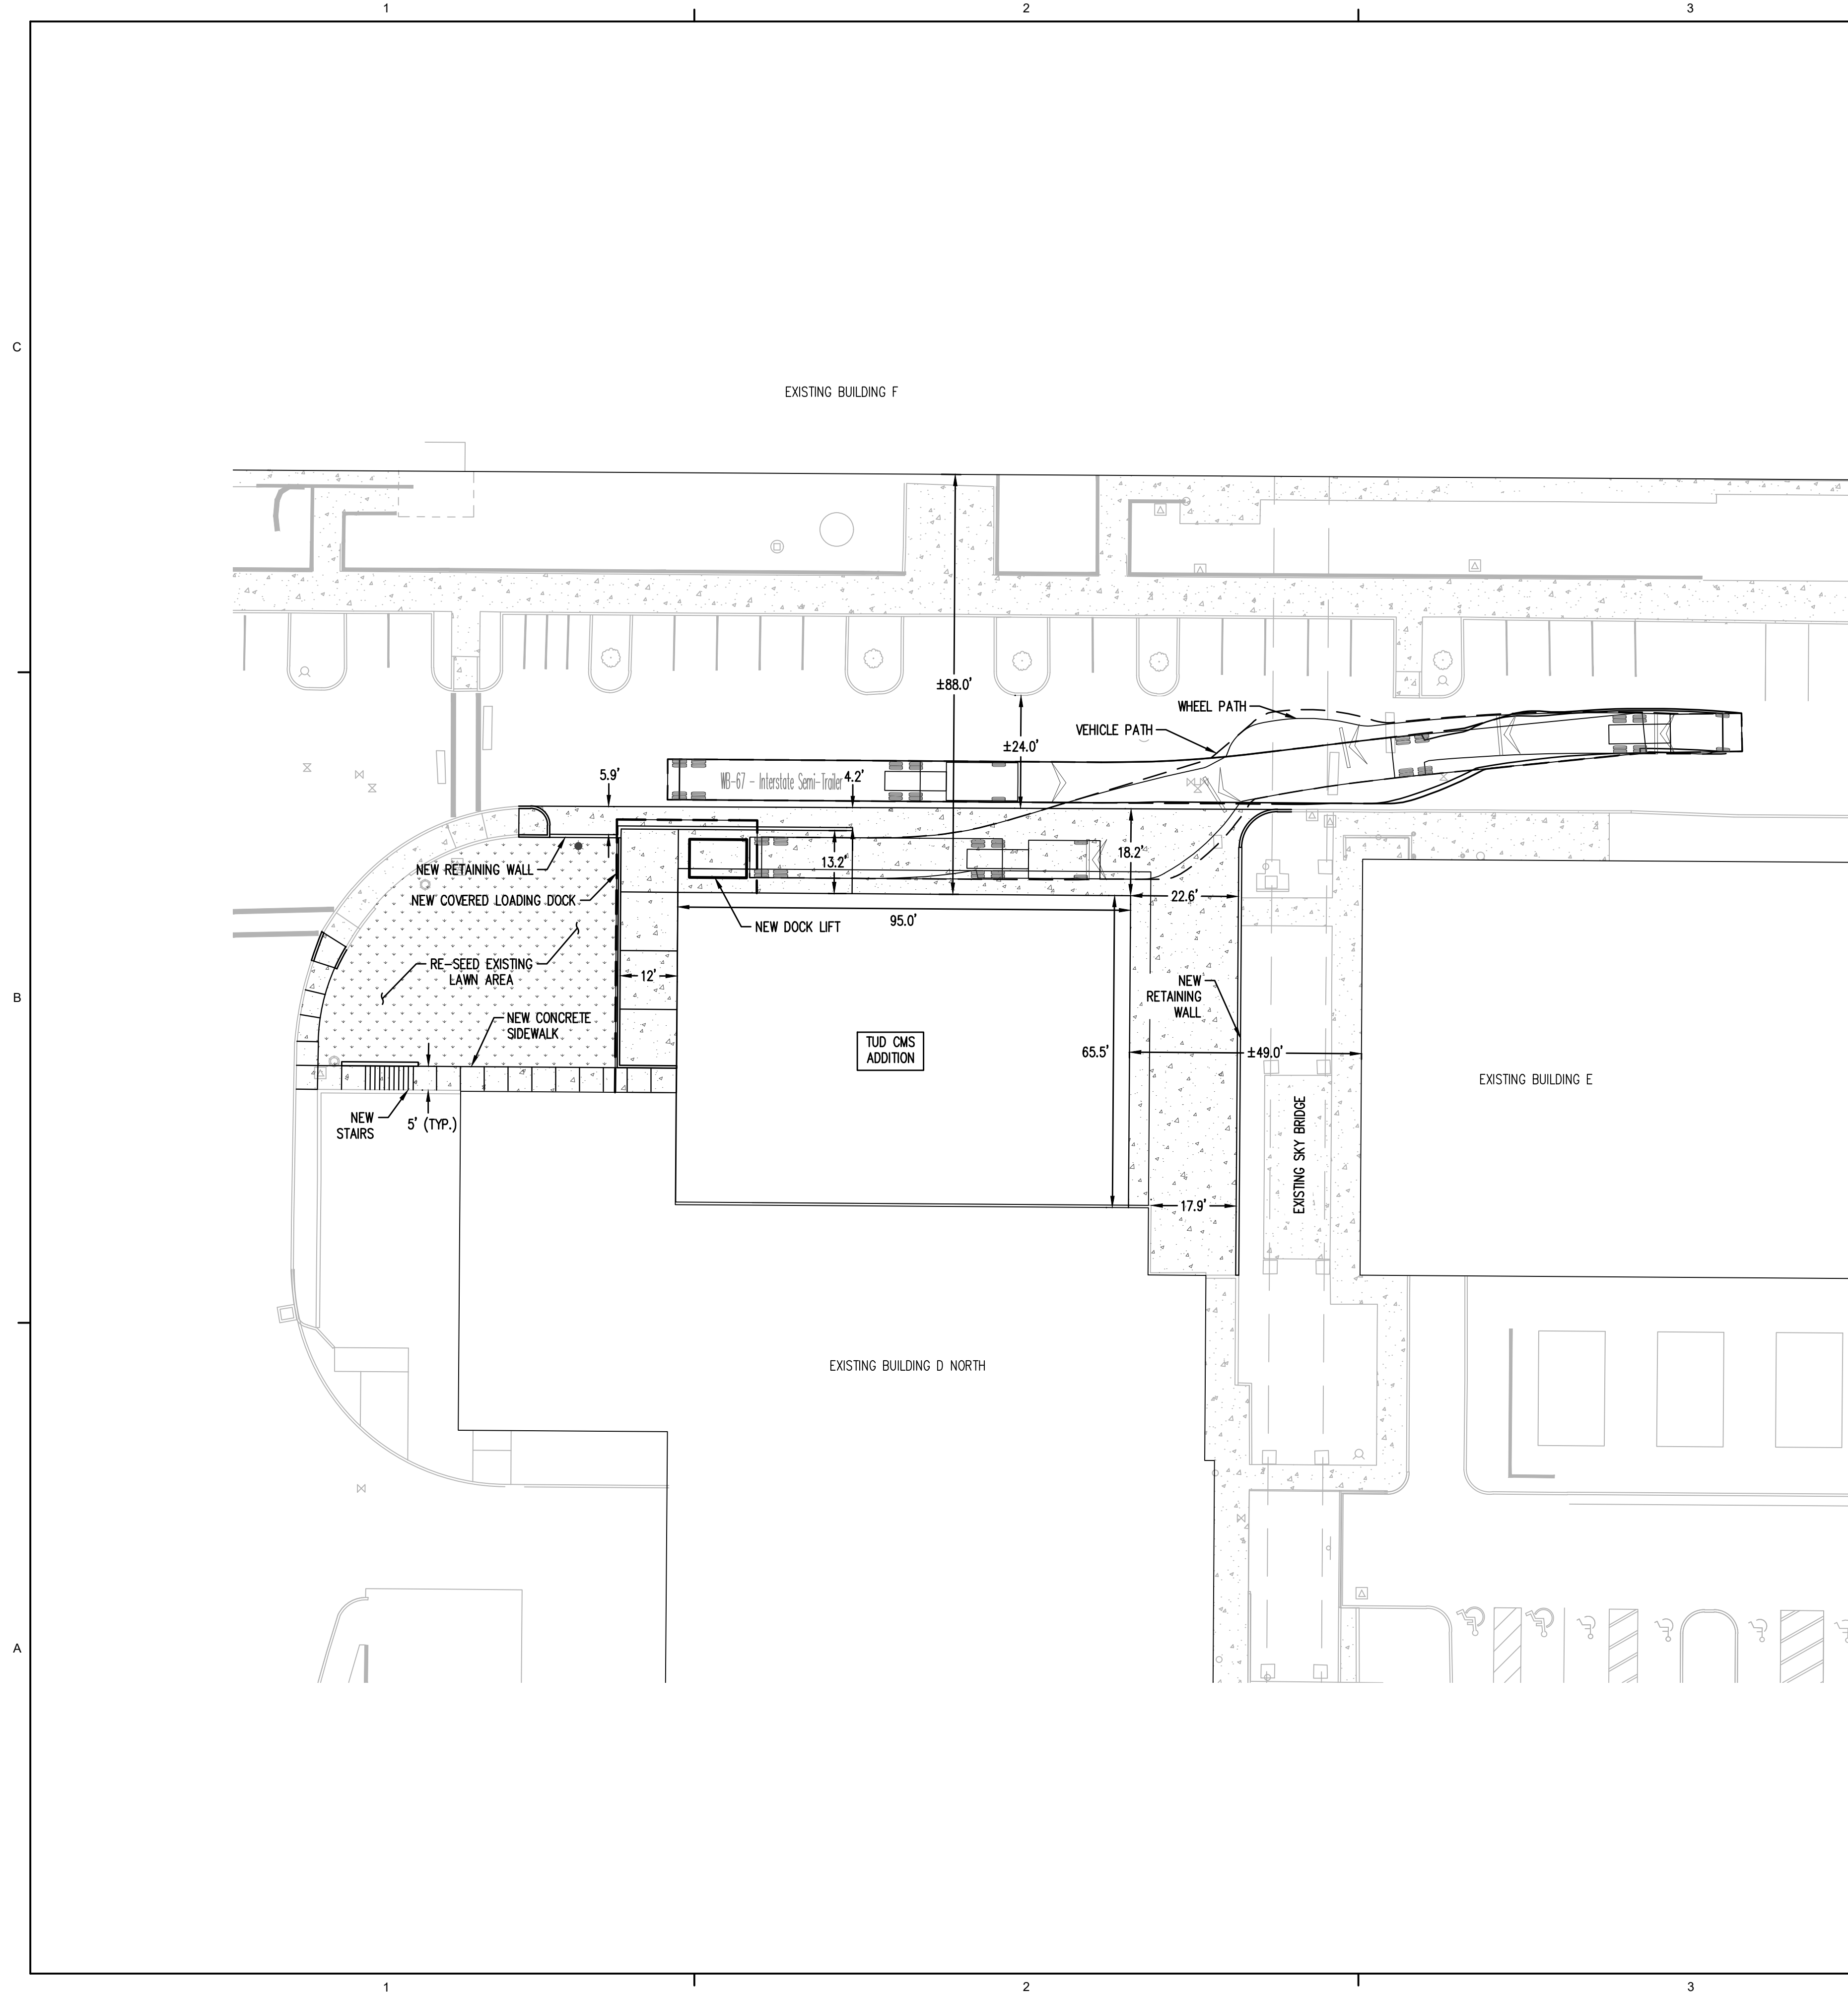 1
2
3
C
EXISTING BUILDING F
±88.0'
WHEEL PATH
VEHICLE PATH
±24.0'
WB-67 - Interstate Semi-Trailer
4.2'
5.9'
13.2'
18.2'
NEW RETAINING WALL
NEW COVERED LOADING DOCK
22.6'
NEW DOCK LIFT
95.0'
RE-SEED EXISTING
LAWN AREA
12'
NEW
RETAINING
WALL
B
NEW CONCRETE
SIDEWALK
TUD CMS
ADDITION
65.5'
±49.0'
EXISTING BUILDING E
NEW
STAIRS
5' (TYP.)
EXISTING SKY BRIDGE
17.9'
EXISTING BUILDING D NORTH
A
1
2
3